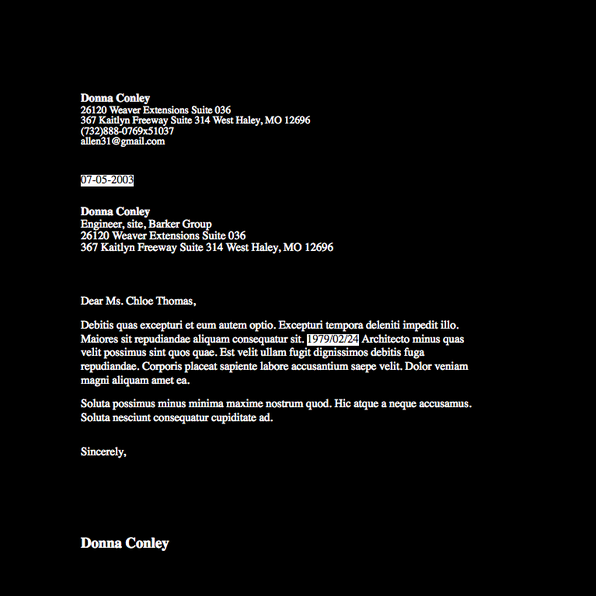 Donna Conley
26120 Weaver Extensions Suite 036
367 Kaitlyn Freeway Suite 314 West Haley, MO 12696
(732)888-0769x51037
allen31@gmail.com
07-05-2003
Donna Conley
Engineer, site, Barker Group
26120 Weaver Extensions Suite 036
367 Kaitlyn Freeway Suite 314 West Haley, MO 12696
Dear Ms. Chloe Thomas,
Debitis quas excepturi et eum autem optio. Excepturi tempora deleniti impedit illo.
Maiores sit repudiandae aliquam consequatur sit. 1979/02/24 Architecto minus quas
velit possimus sint quos quae. Est velit ullam fugit dignissimos debitis fuga
repudiandae. Corporis placeat sapiente labore accusantium saepe velit. Dolor veniam
magni aliquam amet ea.
Soluta possimus minus minima maxime nostrum quod. Hic atque a neque accusamus.
Soluta nesciunt consequatur cupiditate ad.
Sincerely,
Donna Conley